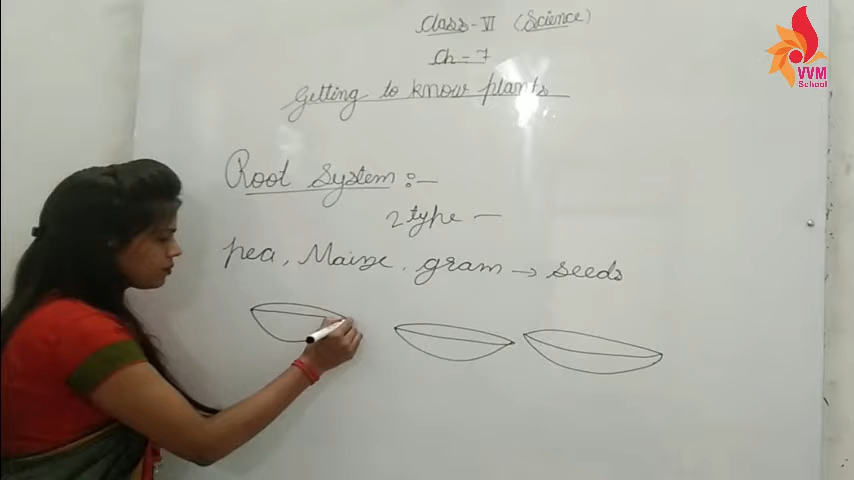 Class - VI (Science)
Ch - 7
Getting to know plants
Root System :-
2 type -
pea, Maize, gram → seeds
VVM
School